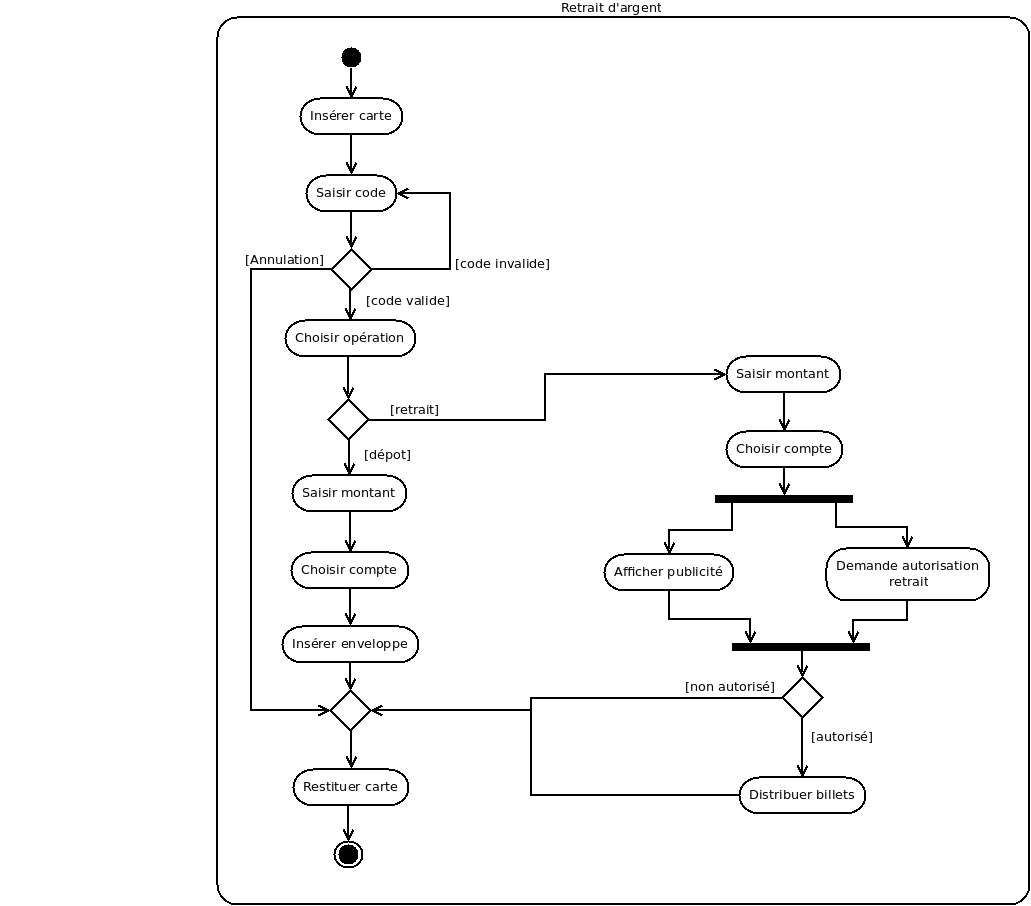 Retrait d'argent
Insérer carte
Saisir code
[Annulation]
[code invalide]
[code valide]
Choisir opération
[retrait]
[dépot]
Saisir montant
Choisir compte
Insérer enveloppe
Saisir montant
Choisir compte
Afficher publicité
Demande autorisation
retrait
[non autorisé]
[autorisé]
Distribuer billets
Restituer carte